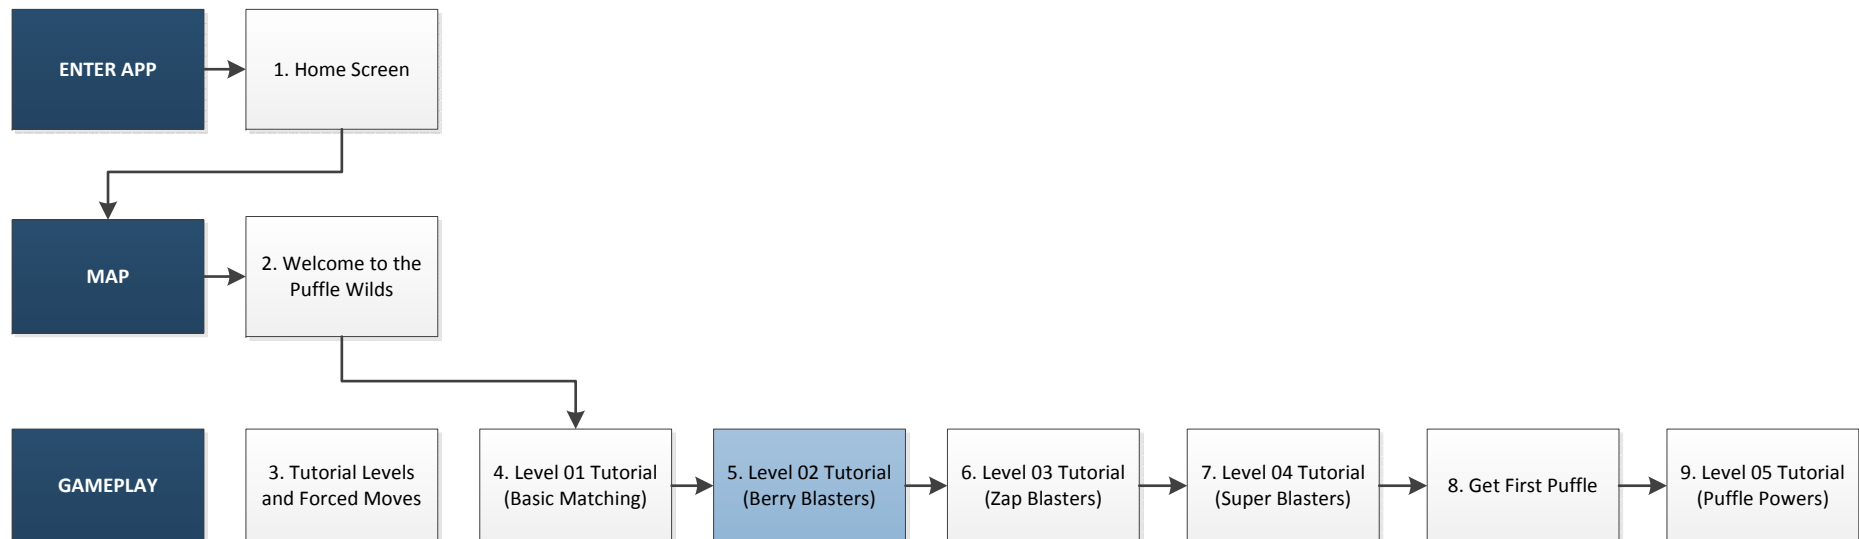 ENTER APP
1. Home Screen
MAP
2. Welcome to the
Puffle Wilds
GAMEPLAY
3. Tutorial Levels
and Forced Moves
4. Level 01 Tutorial
(Basic Matching)
5. Level 02 Tutorial
(Berry Blasters)
6. Level 03 Tutorial
(Zap Blasters)
7. Level 04 Tutorial
(Super Blasters)
8. Get First Puffle
9. Level 05 Tutorial
(Puffle Powers)